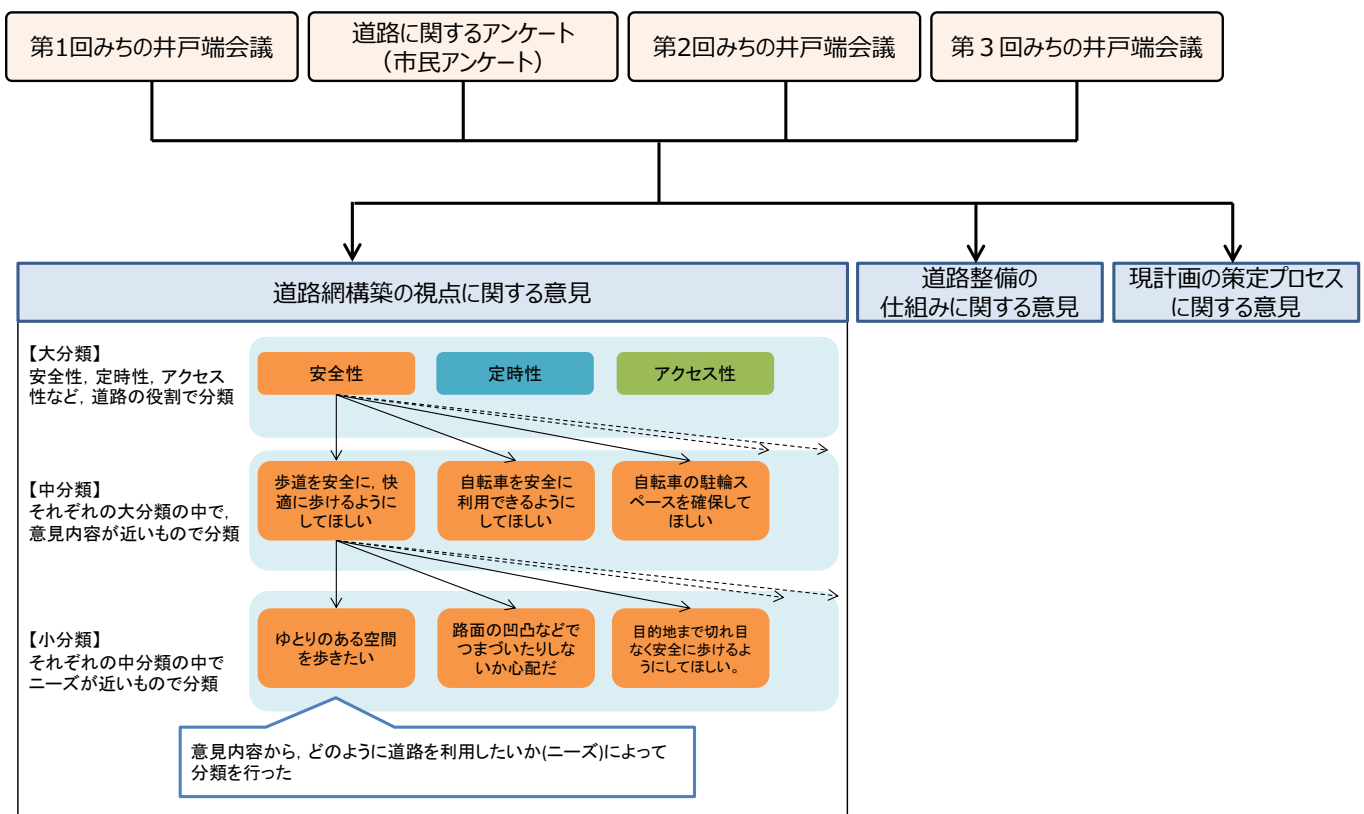 第1回みちの井戸端会議
道路に関するアンケート
（市民アンケート）
第2回みちの井戸端会議
第３回みちの井戸端会議
道路網構築の視点に関する意見
道路整備の
仕組みに関する意見
現計画の策定プロセス
に関する意見
【大分類】
安全性，定時性，アクセス
性など，道路の役割で分類
安全性
定時性
アクセス性
【中分類】
それぞれの大分類の中で，
意見内容が近いもので分類
歩道を安全に，快
適に歩けるように
してほしい
自転車を安全に
利用できるように
してほしい
自転車の駐輪ス
ペースを確保して
ほしい
【小分類】
それぞれの中分類の中で
ニーズが近いもので分類
ゆとりのある空間
を歩きたい
路面の凹凸などで
つまづいたりしな
いか心配だ
目的地まで切れ目
なく安全に歩けるよ
うにしてほしい。
意見内容から，どのように道路を利用したいか(ニーズ)によって
分類を行った